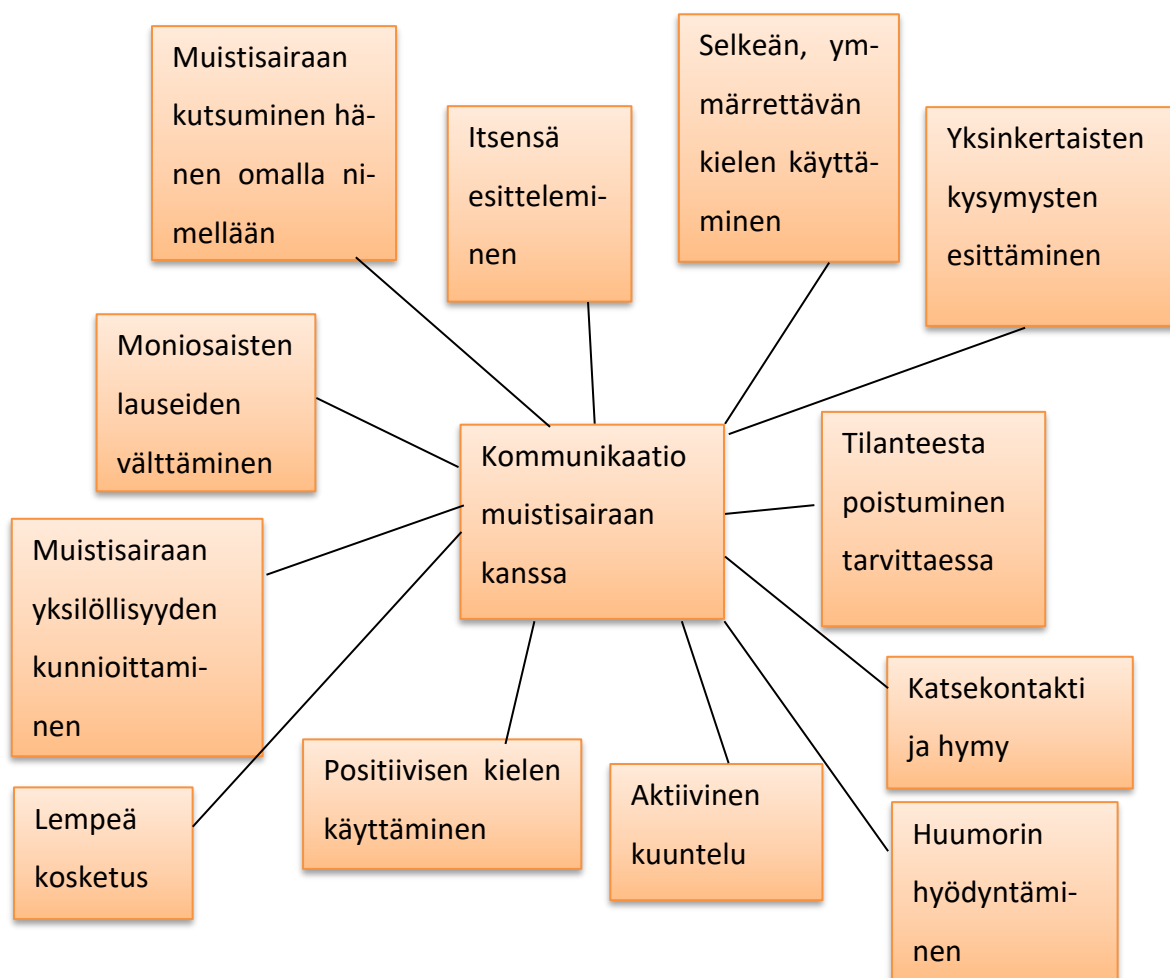 Muistisairaan
kutsuminen hä-
nen omalla ni-
mellään
Itsensä
esittelemi-
nen
Selkeän, ym-
märrettävän
kielen käyttä-
minen
Yksinkertaisten
kysymysten
esittäminen
Moniosaisten
lauseiden
välttäminen
Kommunikaatio
muistisairaan
kanssa
Tilanteesta
poistuminen
tarvittaessa
Muistisairaan
yksilöllisyyden
kunnioittami-
nen
Katsekontakti
ja hymy
Lempeä
kosketus
Positiivisen kielen
käyttäminen
Aktiivinen
kuuntelu
Huumorin
hyödyntämi-
nen